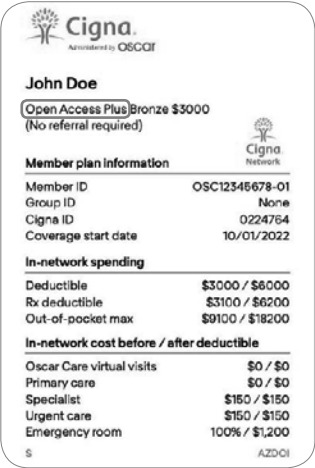 Cigna®
Administered by oscar
John Doe
Open Access Plus Bronze $3000
(No referral required)
Cigna
Network
Member plan information
Member ID OSC12345678-01
Group ID None
Cigna ID 0224764
Coverage start date 10/01/2022
In-network spending
Deductible $3000 / $6000
Rx deductible $3100 / $6200
Out-of-pocket max $9100 / $18200
In-network cost before / after deductible
Oscar Care virtual visits $0 / $0
Primary care $0 / $0
Specialist $150 / $150
Urgent care $150 / $150
Emergency room 100% / $1,200
S AZDOI